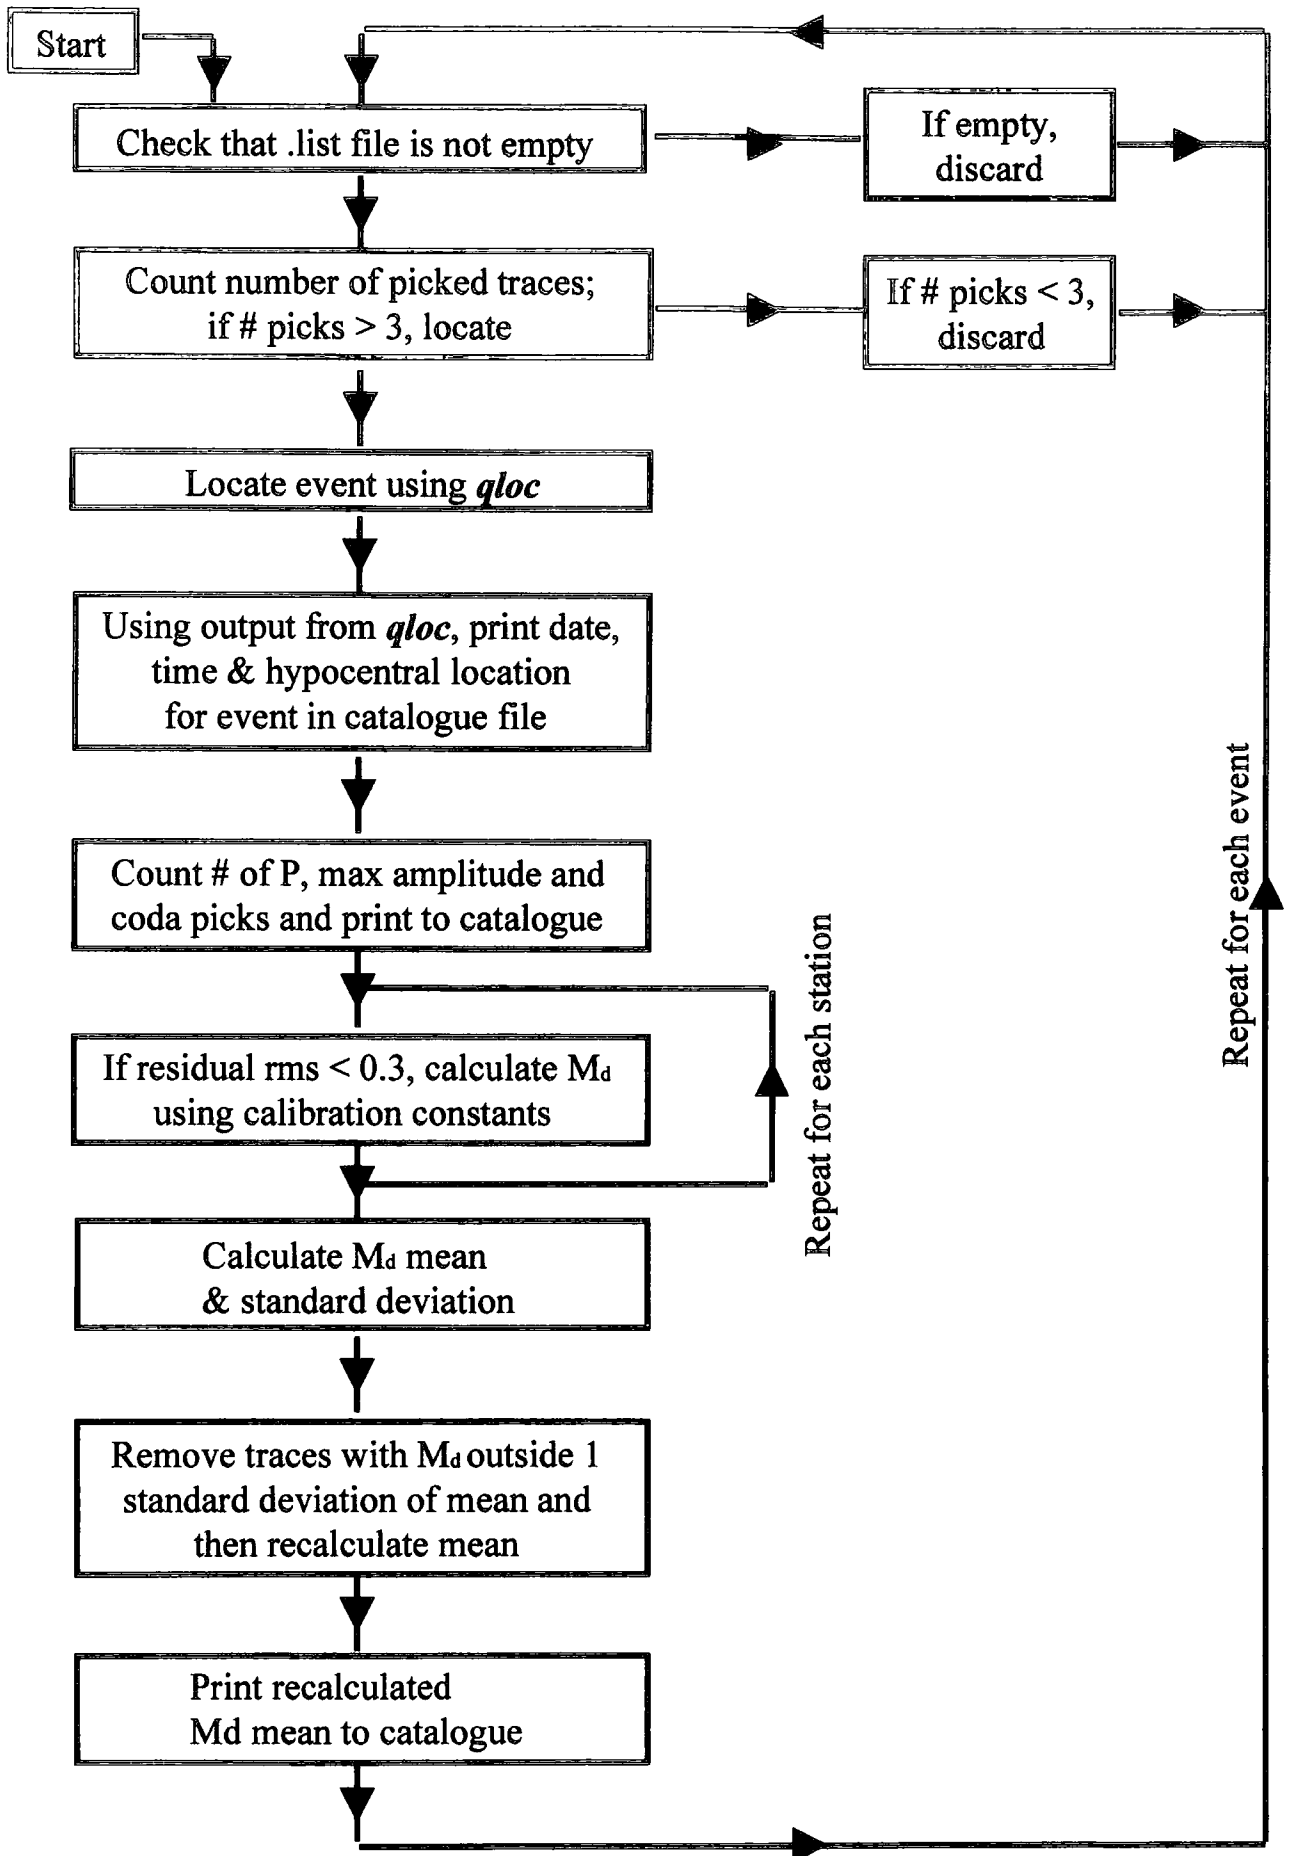 Start
Check that .list file is not empty
If empty,
discard
Count number of picked traces;
if # picks > 3, locate
If # picks < 3,
discard
Locate event using qloc
Using output from qloc, print date,
time & hypocentral location
for event in catalogue file
Count # of P, max amplitude and
coda picks and print to catalogue
If residual rms < 0.3, calculate Md
using calibration constants
Repeat for each station
Repeat for each event
Calculate Md mean
& standard deviation
Remove traces with Md outside 1
standard deviation of mean and
then recalculate mean
Print recalculated
Md mean to catalogue